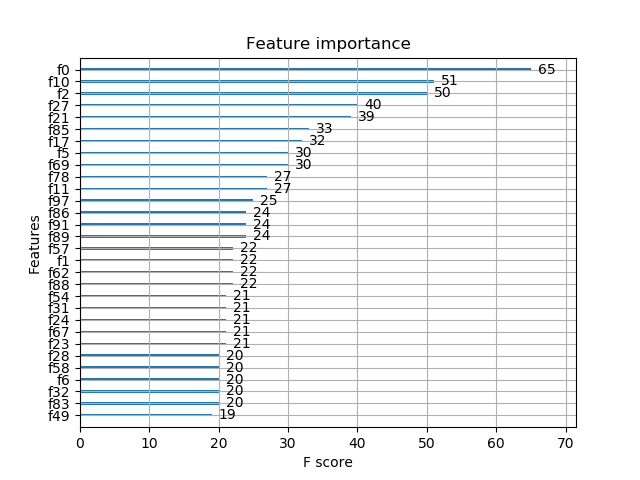 Feature importance
f0 65
f10 51
f2 50
f27 40
f21 39
f85 33
f17 32
f5 30
f69 30
f78 27
f11 27
f97 25
f86 24
f91 24
f89 24
f57 22
f1 22
f62 22
f88 22
f54 21
f31 21
f24 21
f67 21
f23 21
f28 20
f58 20
f6 20
f32 20
f83 20
f49 19
Features
0 10 20 30 40 50 60 70
F score